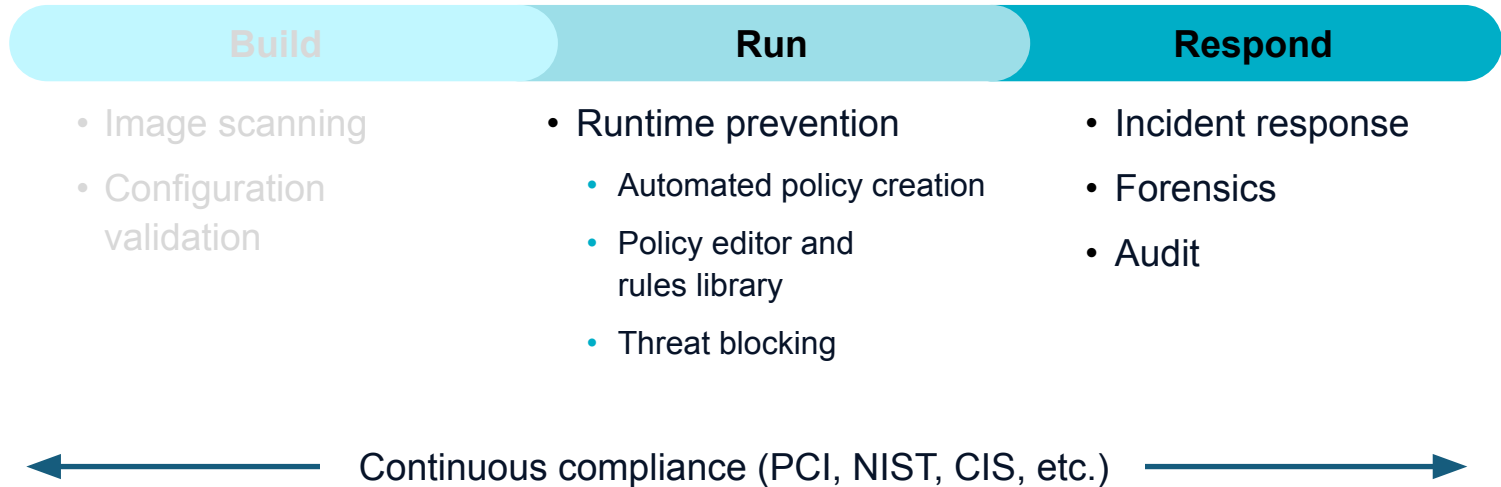 Build
Run
Respond
• Image scanning
• Configuration
validation
• Runtime prevention
• Automated policy creation
• Policy editor and
rules library
• Threat blocking
• Incident response
• Forensics
• Audit
Continuous compliance (PCI, NIST, CIS, etc.)